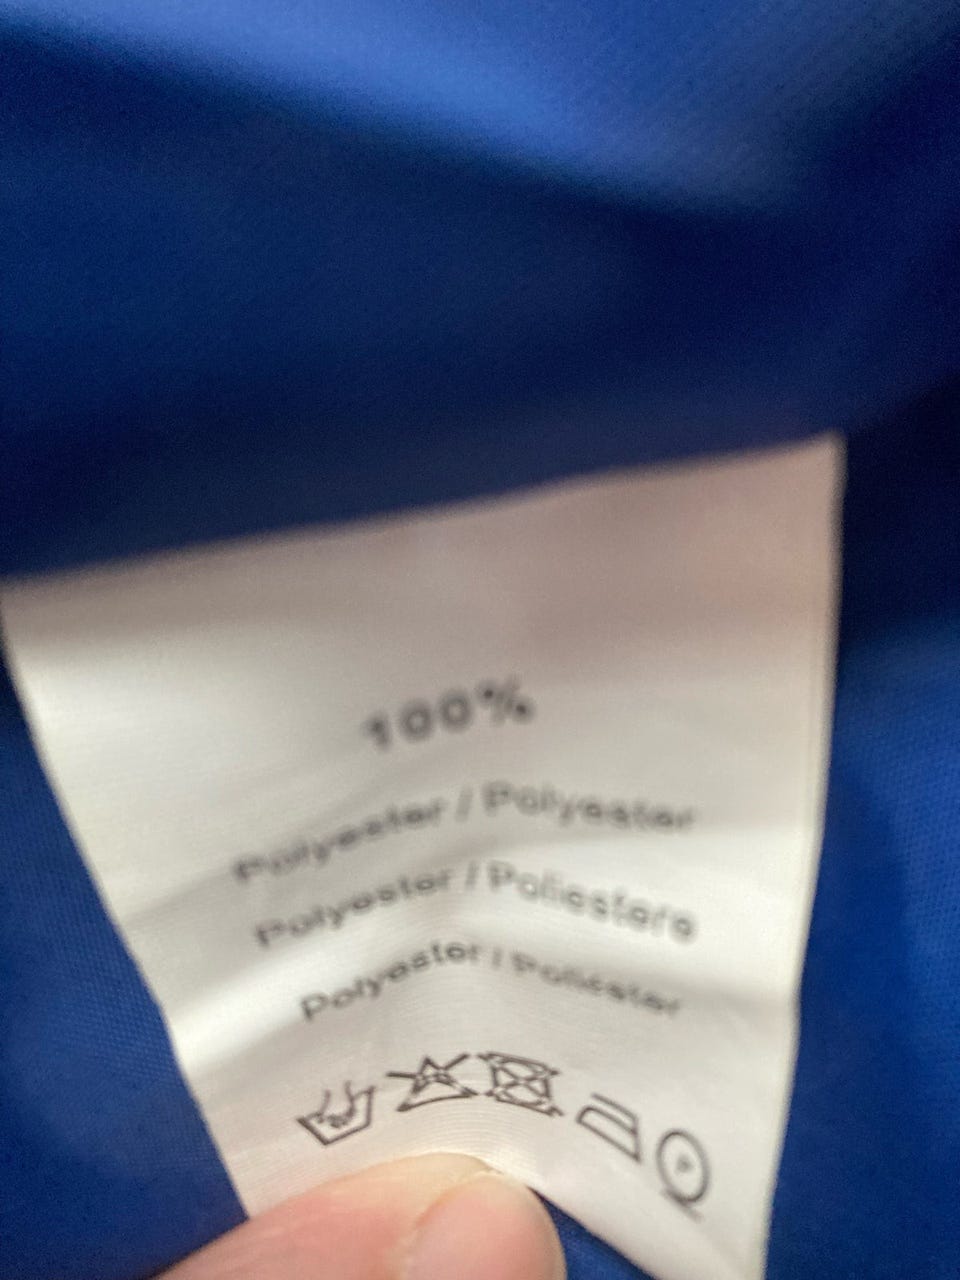 100%
Polyester / Polyester
Polyester / Poliestere
Polyester / Poliester
P